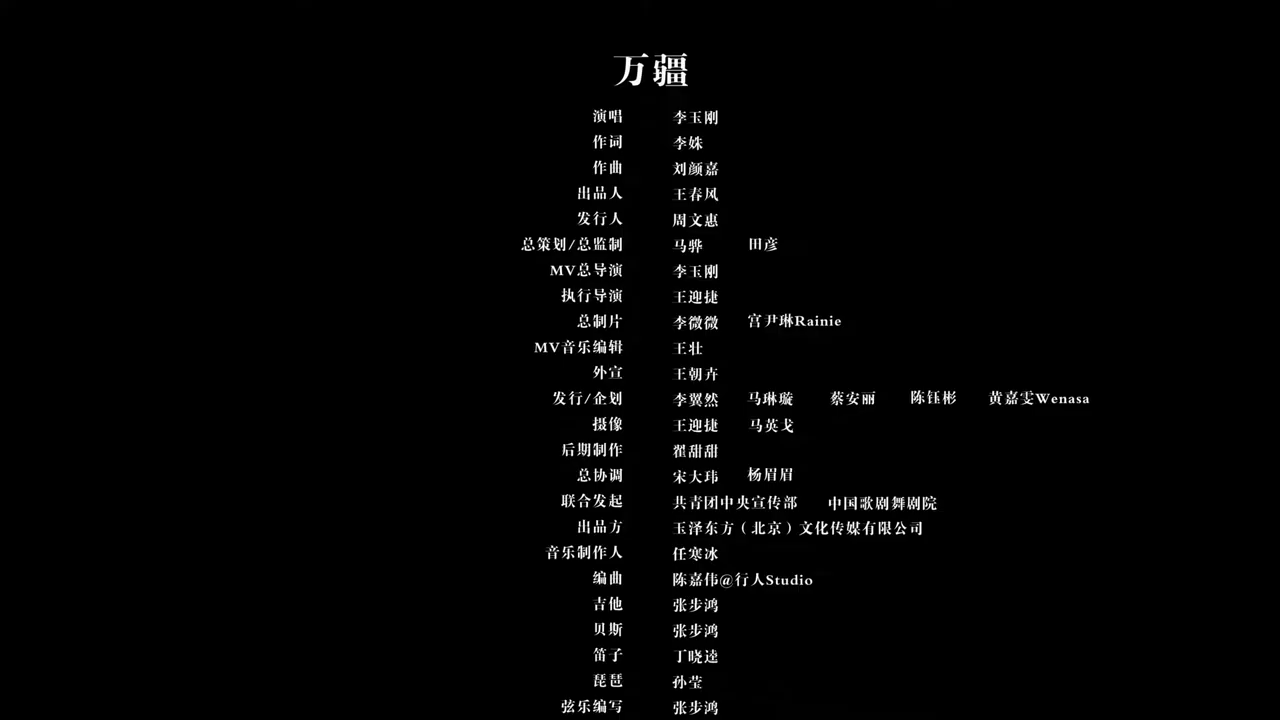 万疆
演唱 李玉刚
作词 李姝
作曲 刘颜嘉
出品人 王春风
发行人 周文惠
总策划/总监制 马骅 田彦
MV总导演 李玉刚
执行导演 王迎捷
总制片 李微微 宫尹琳Rainie
MV音乐编辑 王壮
外宣 王朝卉
发行/企划 李翼然 马琳璇 蔡安丽 陈钰彬 黄嘉雯Wenasa
摄像 王迎捷 马英戈
后期制作 翟甜甜
总协调 宋大玮 杨眉眉
联合发起 共青团中央宣传部 中国歌剧舞剧院
出品方 玉泽东方（北京）文化传媒有限公司
音乐制作人 任寒冰
编曲 陈嘉伟@行人Studio
吉他 张步鸿
贝斯 张步鸿
笛子 丁晓逵
琵琶 孙莹
弦乐编写 张步鸿